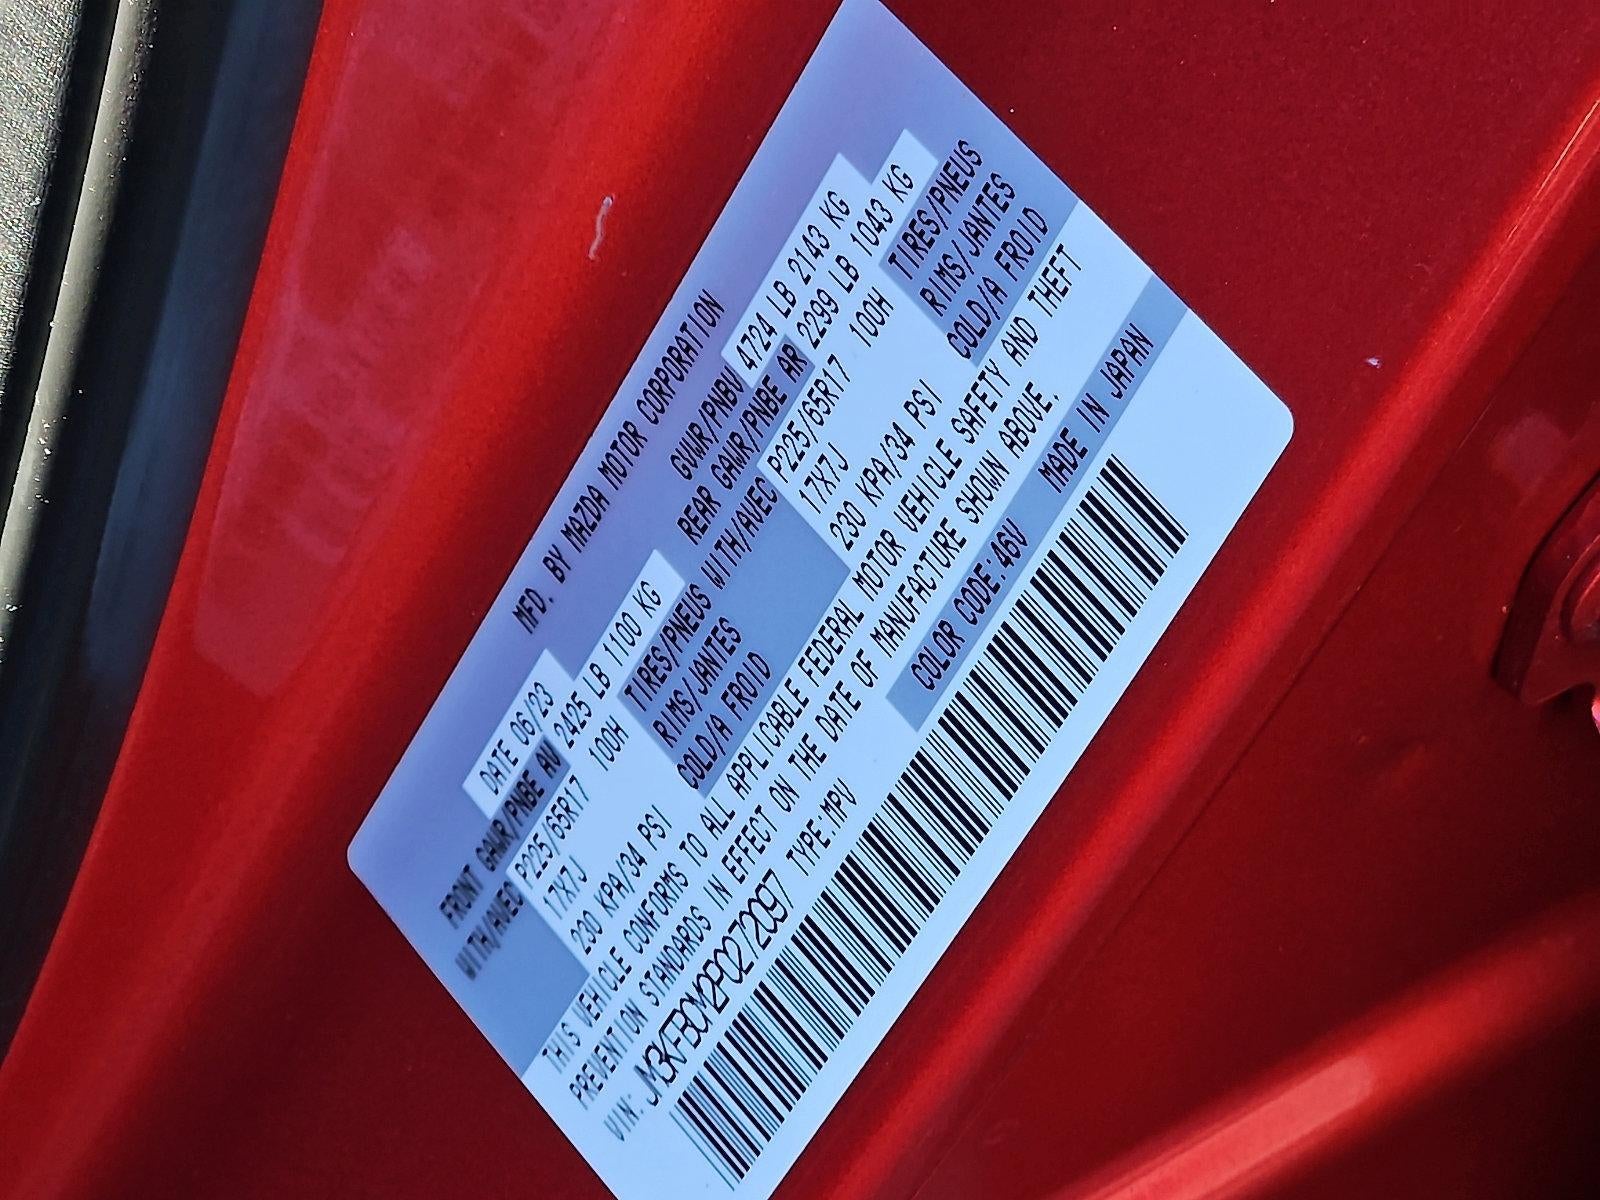 MFD. BY MAZDA MOTOR CORPORATION
DATE 06/23 GVWR/PNBV 4724 LB 2143 KG
FRONT GAWR/PNBE AV 2425 LB 1100 KG REAR GAWR/PNBE AR 2299 LB 1043 KG
WITH/AVEC P225/65R17 100H TIRES/PNEUS WITH/AVEC P225/65R17 100H TIRES/PNEUS
17X7J RIMS/JANTES 17X7J RIMS/JANTES
230 KPA/34 PSI COLD/A FROID 230 KPA/34 PSI COLD/A FROID
THIS VEHICLE CONFORMS TO ALL APPLICABLE FEDERAL MOTOR VEHICLE SAFETY AND THEFT
PREVENTION STANDARDS IN EFFECT ON THE DATE OF MANUFACTURE SHOWN ABOVE.
VIN: JM3KFBCM2P0272097 TYPE:MPV COLOR CODE:46V MADE IN JAPAN